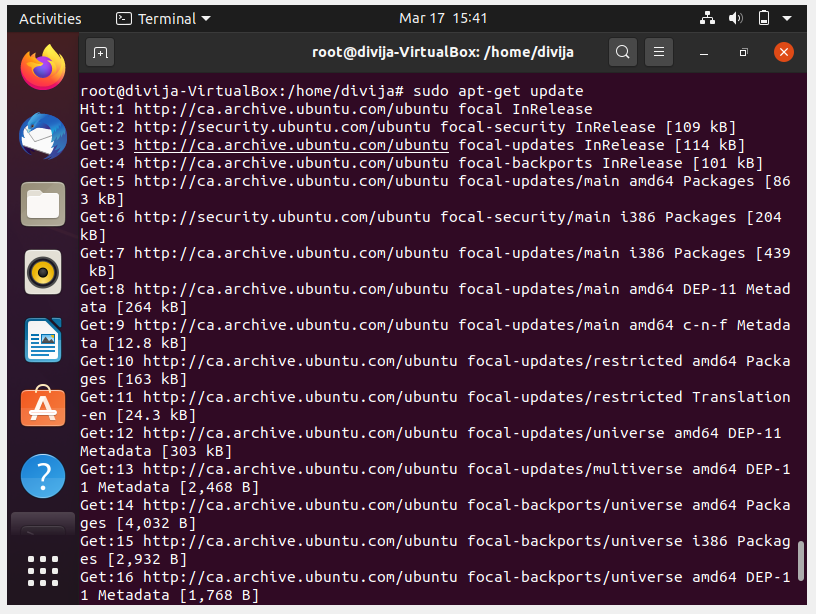 Activities
Terminal
Mar 17 15:41
root@divija-VirtualBox: /home/divija
root@divija-VirtualBox:/home/divija# sudo apt-get update
Hit:1 http://ca.archive.ubuntu.com/ubuntu focal InRelease
Get:2 http://security.ubuntu.com/ubuntu focal-security InRelease [109 kB]
Get:3 http://ca.archive.ubuntu.com/ubuntu focal-updates InRelease [114 kB]
Get:4 http://ca.archive.ubuntu.com/ubuntu focal-backports InRelease [101 kB]
Get:5 http://ca.archive.ubuntu.com/ubuntu focal-updates/main amd64 Packages [86
3 kB]
Get:6 http://security.ubuntu.com/ubuntu focal-security/main i386 Packages [204
kB]
Get:7 http://ca.archive.ubuntu.com/ubuntu focal-updates/main i386 Packages [439
 kB]
Get:8 http://ca.archive.ubuntu.com/ubuntu focal-updates/main amd64 DEP-11 Metad
ata [264 kB]
Get:9 http://ca.archive.ubuntu.com/ubuntu focal-updates/main amd64 c-n-f Metada
ta [12.8 kB]
Get:10 http://ca.archive.ubuntu.com/ubuntu focal-updates/restricted amd64 Packa
ges [163 kB]
Get:11 http://ca.archive.ubuntu.com/ubuntu focal-updates/restricted Translation
-en [24.3 kB]
Get:12 http://ca.archive.ubuntu.com/ubuntu focal-updates/universe amd64 DEP-11
Metadata [303 kB]
Get:13 http://ca.archive.ubuntu.com/ubuntu focal-updates/multiverse amd64 DEP-1
1 Metadata [2,468 B]
Get:14 http://ca.archive.ubuntu.com/ubuntu focal-backports/universe amd64 Packa
ges [4,032 B]
Get:15 http://ca.archive.ubuntu.com/ubuntu focal-backports/universe i386 Packag
es [2,932 B]
Get:16 http://ca.archive.ubuntu.com/ubuntu focal-backports/universe amd64 DEP-1
1 Metadata [1,768 B]